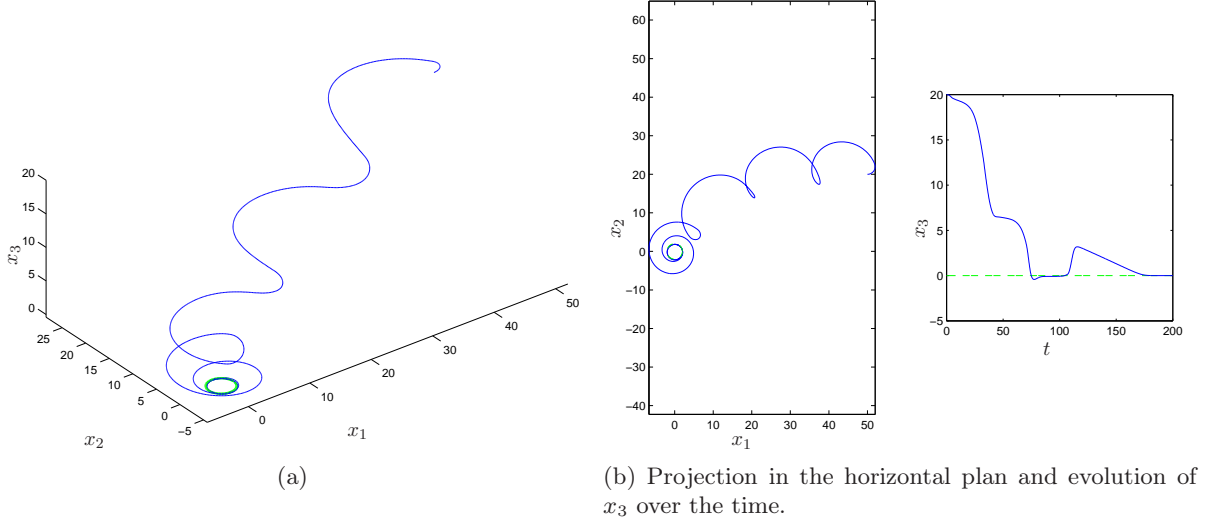 20
15
10
5
0
x3
25
20
15
10
5
0
−5
x2
0
10
20
30
40
50
x1
(a)
60
50
40
30
20
10
0
−10
−20
−30
−40
x2
0 10 20 30 40 50
x1
20
15
10
5
0
−5
x3
0 50 100 150 200
t
(b) Projection in the horizontal plan and evolution of
x3 over the time.